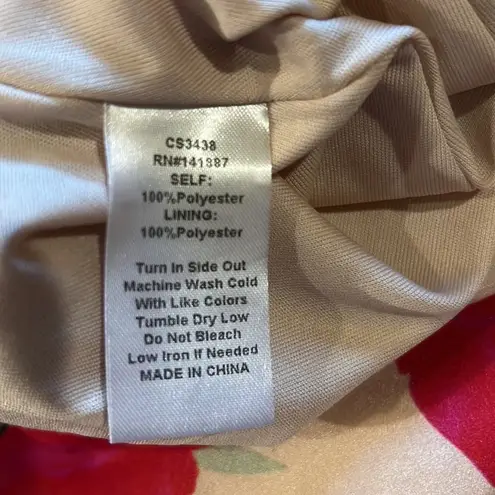 CS3438
RN#141887
SELF:
100%Polyester
LINING:
100%Polyester
Turn In Side Out
Machine Wash Cold
With Like Colors
Tumble Dry Low
Do Not Bleach
Low Iron If Needed
MADE IN CHINA